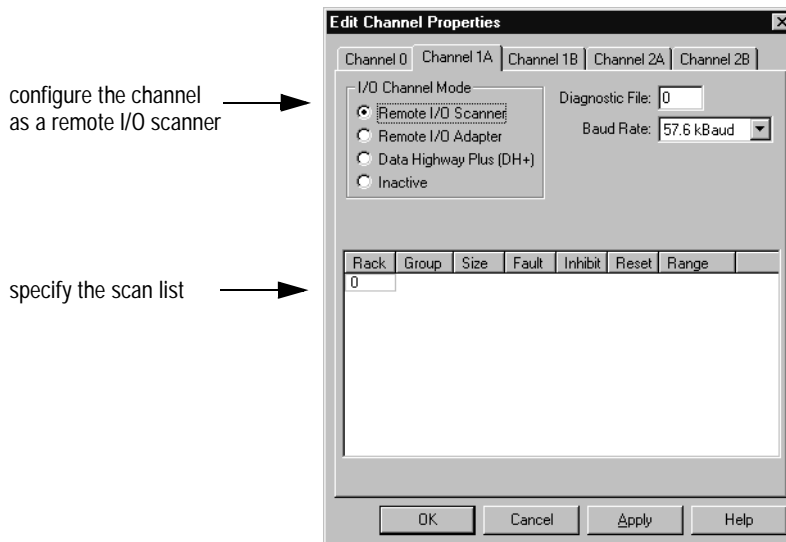 Edit Channel Properties
Channel 0 Channel 1A Channel 1B Channel 2A Channel 2B
configure the channel
as a remote I/O scanner
I/O Channel Mode
Remote I/O Scanner
Remote I/O Adapter
Data Highway Plus (DH+)
Inactive
Diagnostic File: 0
Baud Rate: 57.6 kBaud
specify the scan list
Rack Group Size Fault Inhibit Reset Range
0
OK Cancel Apply Help